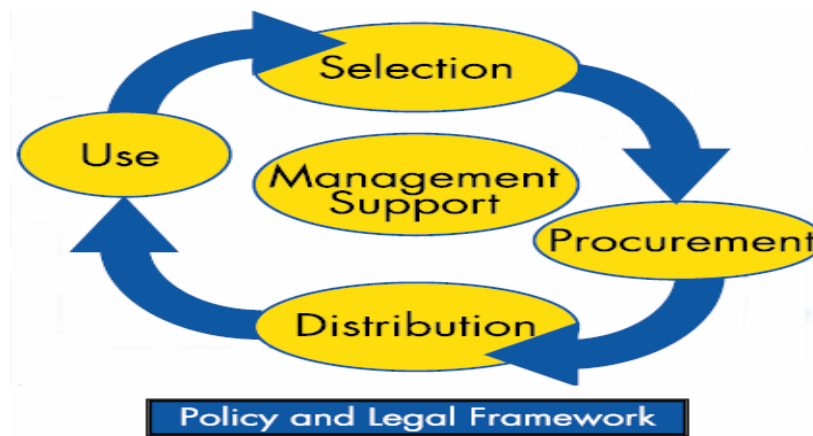 Selection
Use
Management
Support
Procurement
Distribution
Policy and Legal Framework